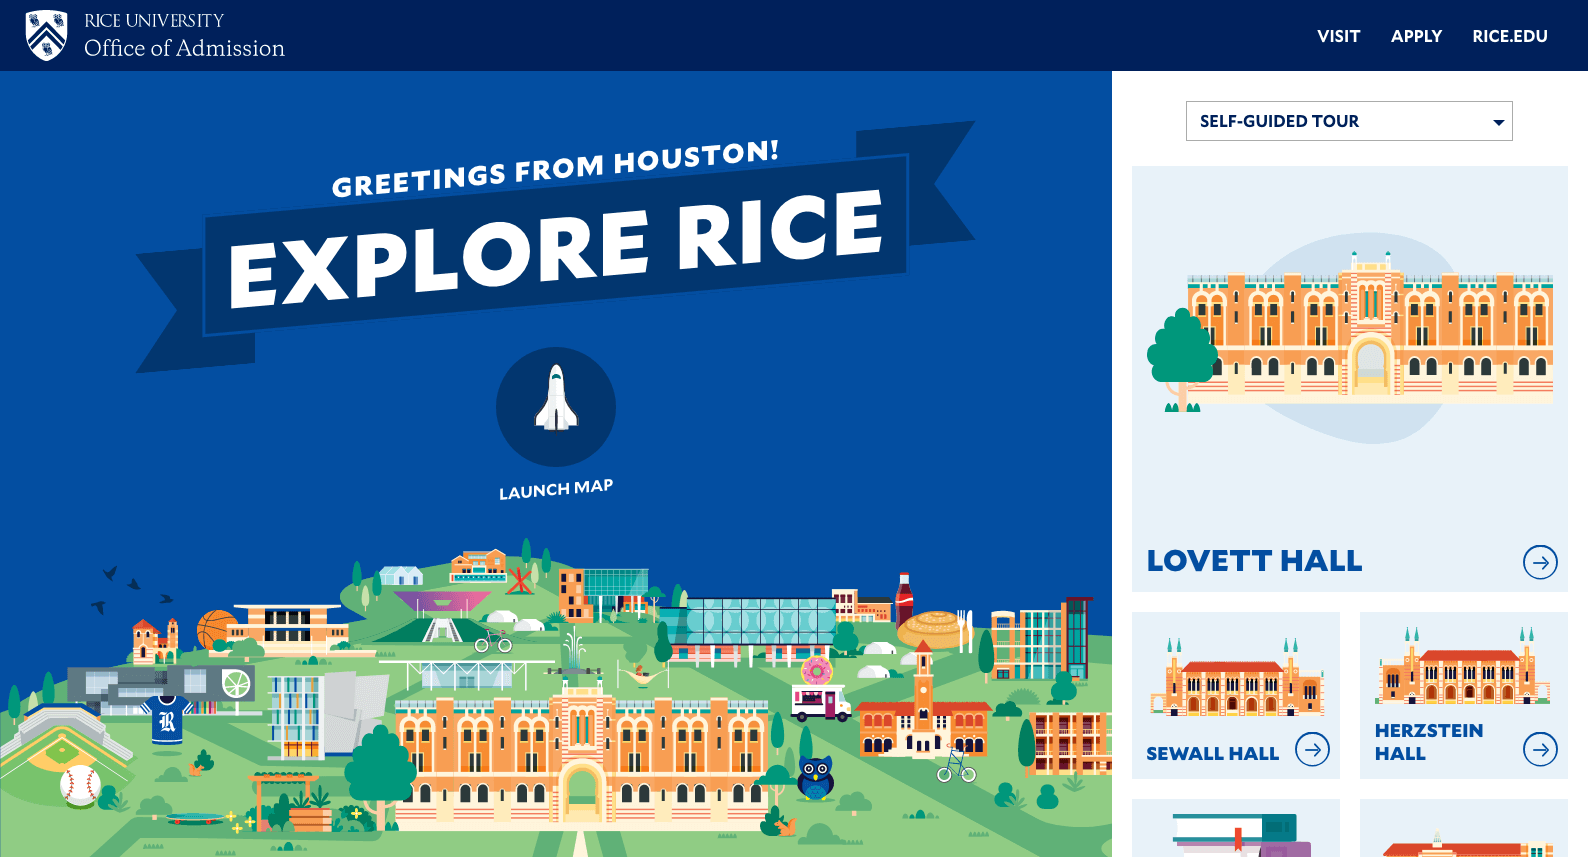 RICE UNIVERSITY
Office of Admission
VISIT APPLY RICE.EDU
GREETINGS FROM HOUSTON!
EXPLORE RICE
LAUNCH MAP
R
SELF-GUIDED TOUR
LOVETT HALL
SEWALL HALL
HERZSTEIN
HALL